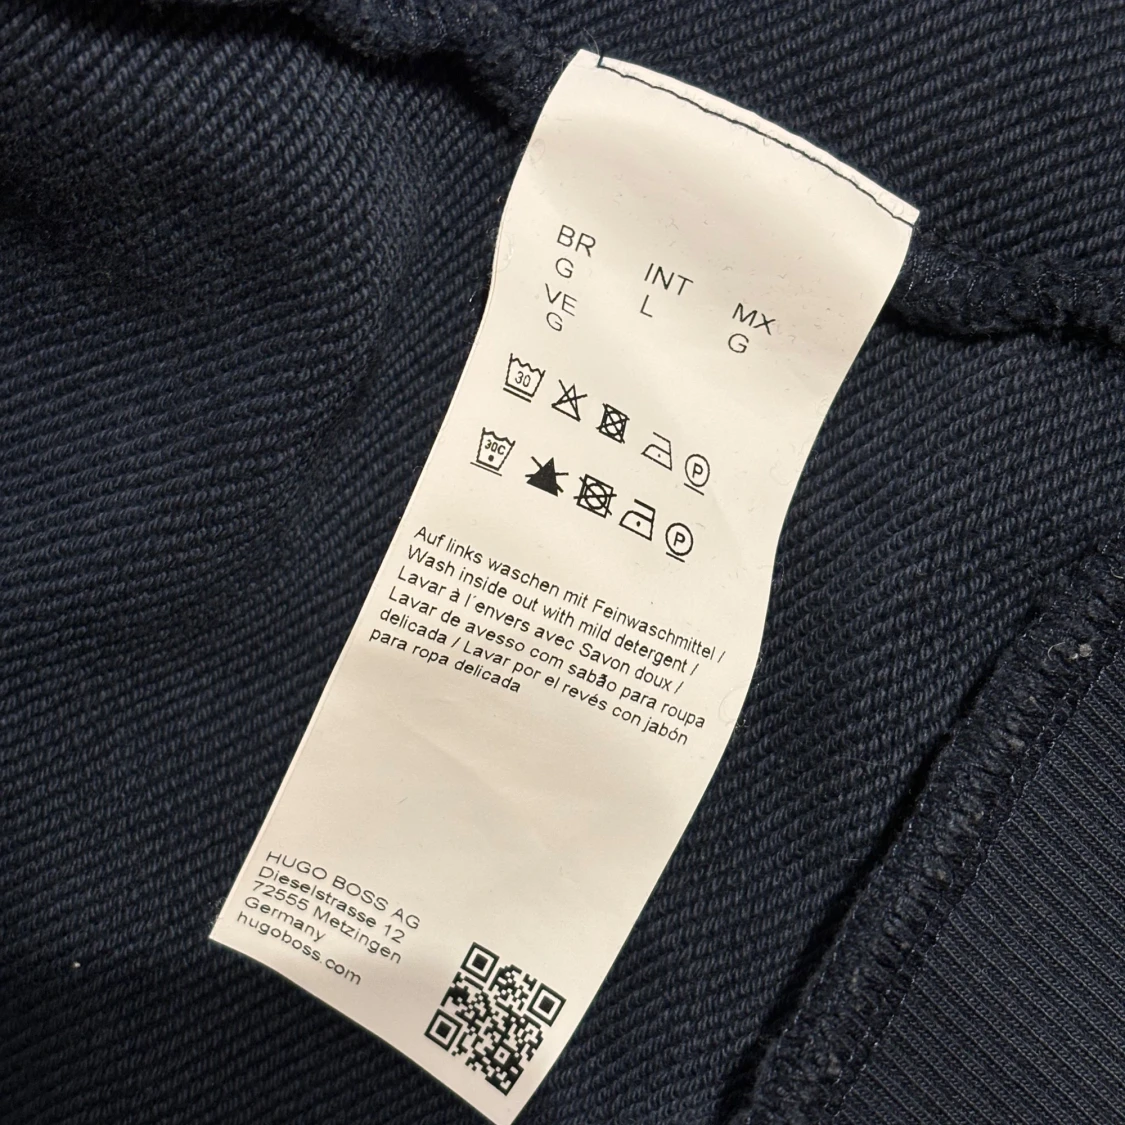 BR
G
VE
G
INT
L
MX
G
30
P
30C
P
Auf links waschen mit Feinwaschmittel /
Wash inside out with mild detergent /
Lavar à l'envers avec Savon doux /
Lavar de avesso com sabão para roupa
delicada / Lavar por el revés con jabón
para ropa delicada
HUGO BOSS AG
Dieselstrasse 12
72555 Metzingen
Germany
hugoboss.com